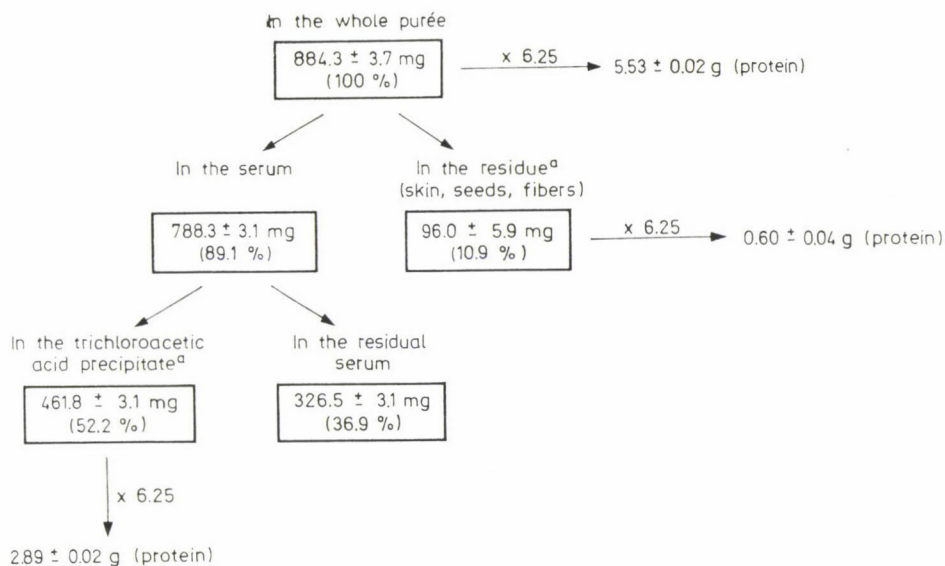 In the whole purée
884.3 ± 3.7 mg
(100 %)
x 6.25
5.53 ± 0.02 g (protein)
In the serum
In the residueᵃ
(skin, seeds, fibers)
788.3 ± 3.1 mg
(89.1 %)
96.0 ± 5.9 mg
(10.9 %)
x 6.25
0.60 ± 0.04 g (protein)
In the trichloroacetic
acid precipitateᵃ
In the residual
serum
461.8 ± 3.1 mg
(52.2 %)
326.5 ± 3.1 mg
(36.9 %)
x 6.25
2.89 ± 0.02 g (protein)